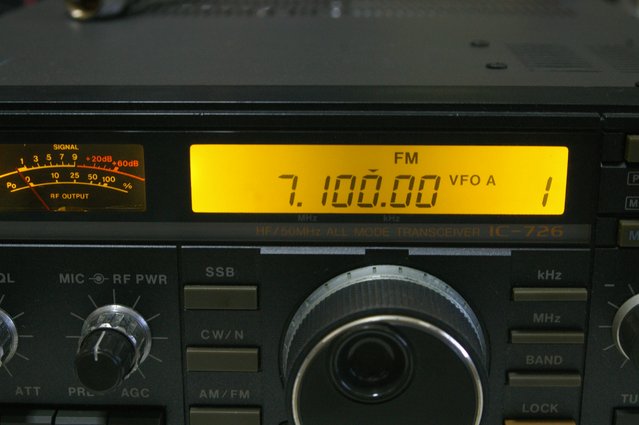 SIGNAL
1 3 5 7 9 +20dB +60dB
Po 0 10 25 50 100 %
RF OUTPUT
FM
7.100.00 VFO A 1
MHz kHz
HF/50MHz ALL MODE TRANSCEIVER IC-726
SSB
MIC RF PWR
kHz
MHz
CW/N
BAND
ATT
AGC
AM/FM
LOCK